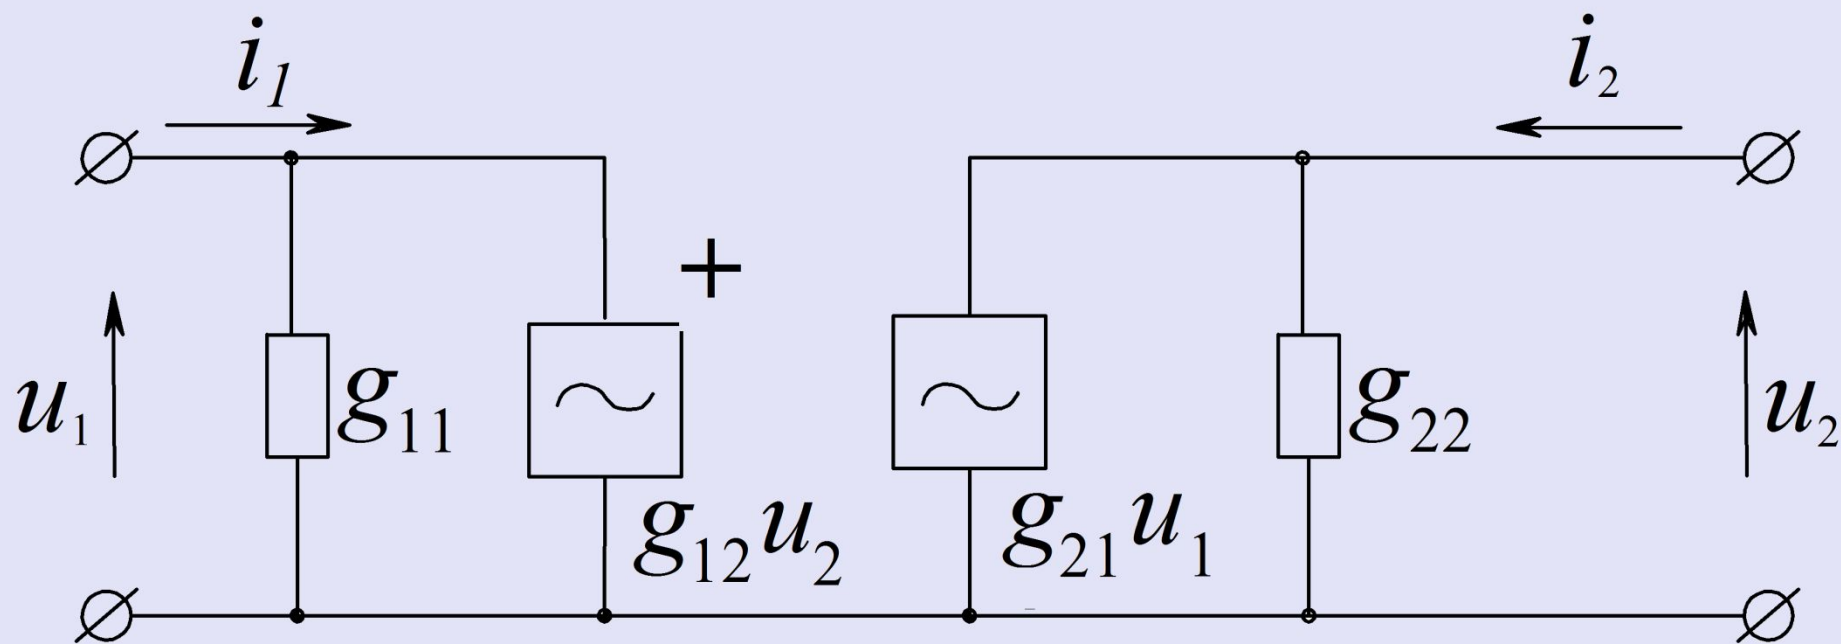 i₁ i₂
+
u₁ g₁₁ g₂₂ u₂
g₁₂u₂ g₂₁u₁